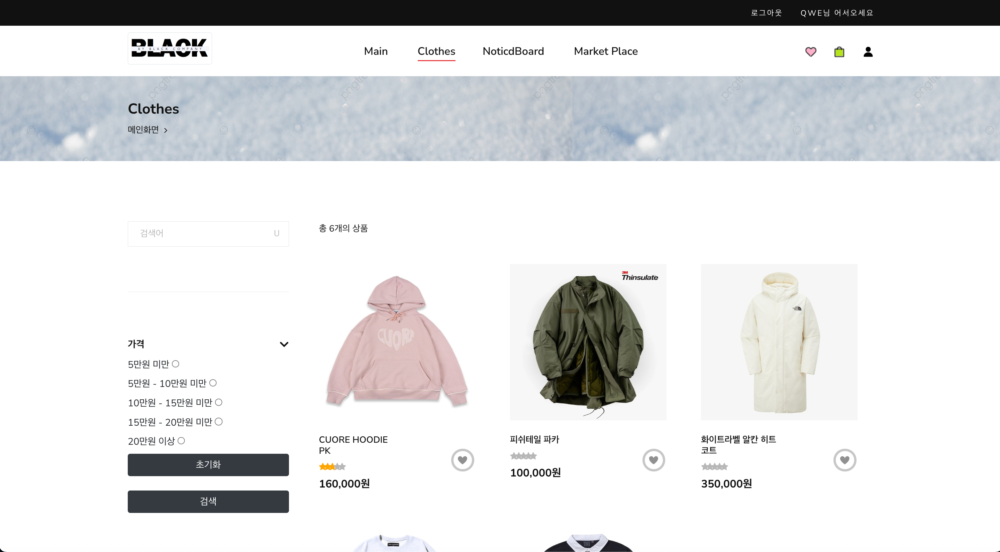 로그아웃 QWE님 어서오세요
BLACK
BY BLACK COMPANY
Main Clothes NoticdBoard Market Place
Clothes
메인화면
검색어 U
총 6개의 상품
3M
Thinsulate
THE
NORTH
FACE
CUORE
가격
5만원 미만
5만원 - 10만원 미만
10만원 - 15만원 미만
15만원 - 20만원 미만
20만원 이상
초기화
검색
CUORE HOODIE
PK
160,000원
피쉬테일 파카
100,000원
화이트라벨 알칸 히트
코트
350,000원